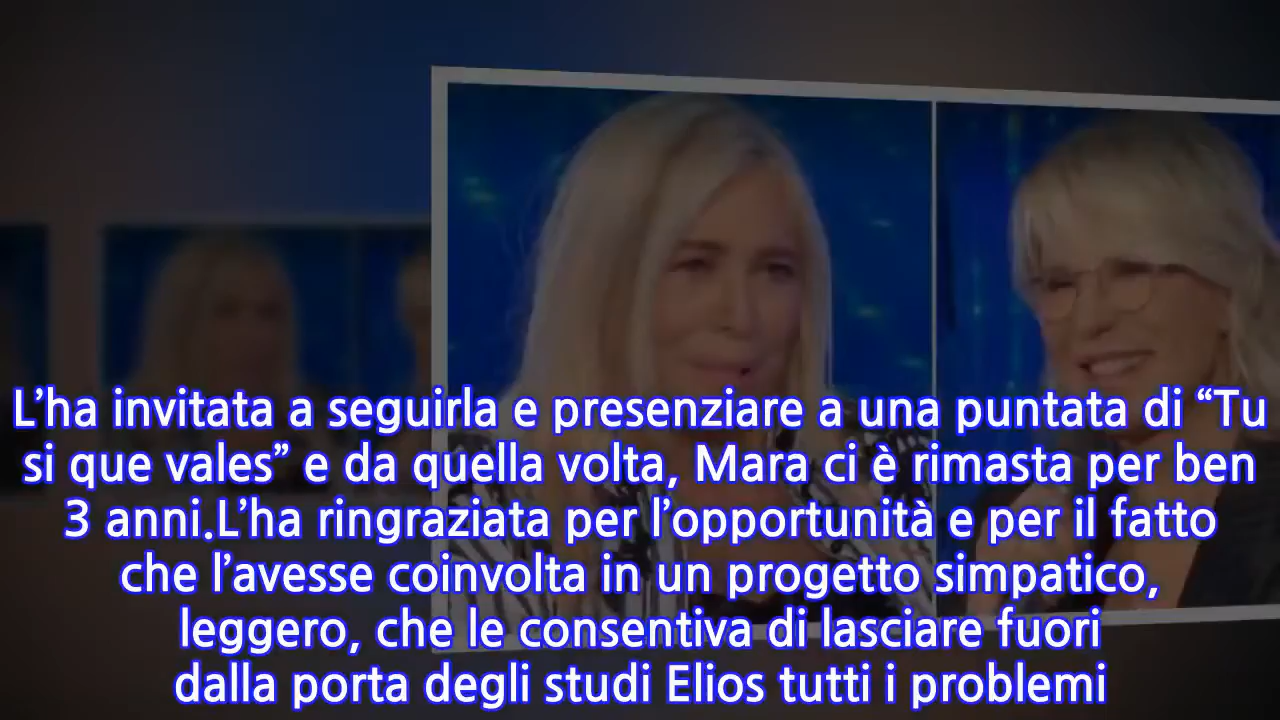 L’ha invitata a seguirla e presenziare a una puntata di “Tu
si que vales” e da quella volta, Mara ci è rimasta per ben
3 anni.L’ha ringraziata per l’opportunità e per il fatto
che l’avesse coinvolta in un progetto simpatico,
leggero, che le consentiva di lasciare fuori
dalla porta degli studi Elios tutti i problemi